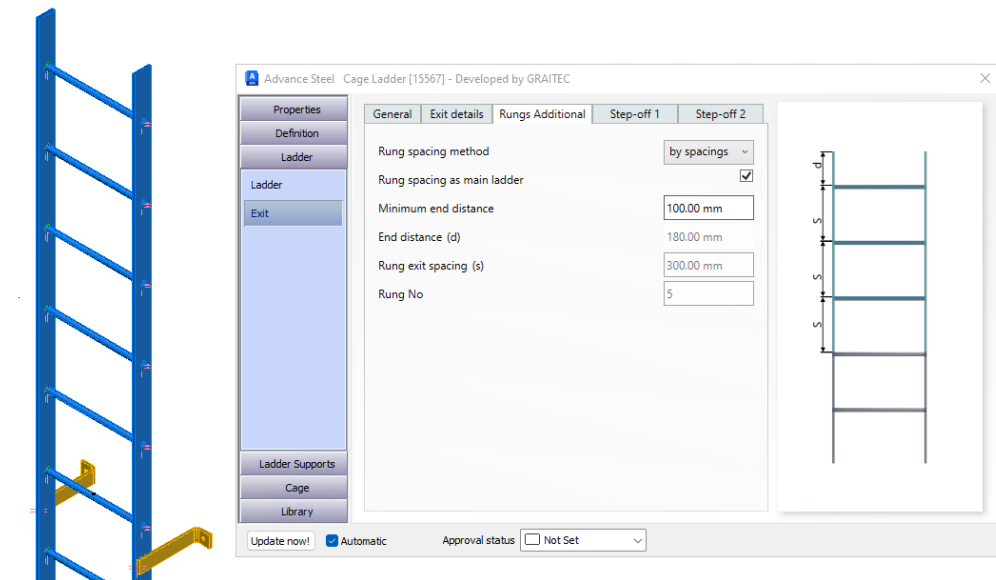 Advance Steel Cage Ladder [15567] - Developed by GRAITEC
Properties
Definition
Ladder
Ladder
Exit
Ladder Supports
Cage
Library
General Exit details Rungs Additional Step-off 1 Step-off 2
Rung spacing method by spacings
Rung spacing as main ladder
Minimum end distance 100.00 mm
End distance (d) 180.00 mm
Rung exit spacing (s) 300.00 mm
Rung No 5
d
S
S
S
Update now! Automatic Approval status Not Set